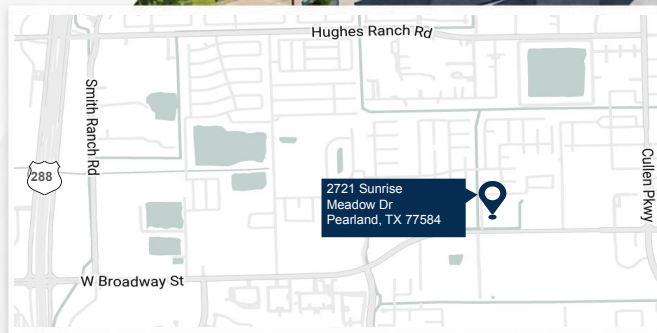 Hughes Ranch Rd
Smith Ranch Rd
288
2721 Sunrise
Meadow Dr
Pearland, TX 77584
Cullen Pkwy
W Broadway St